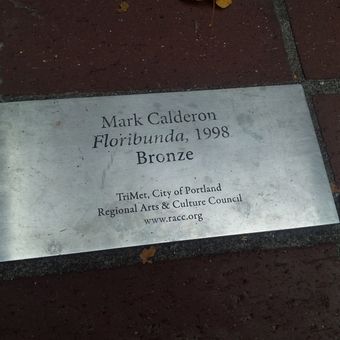 Mark Calderon
Floribunda, 1998
Bronze
TriMet, City of Portland
Regional Arts & Culture Council
www.racc.org